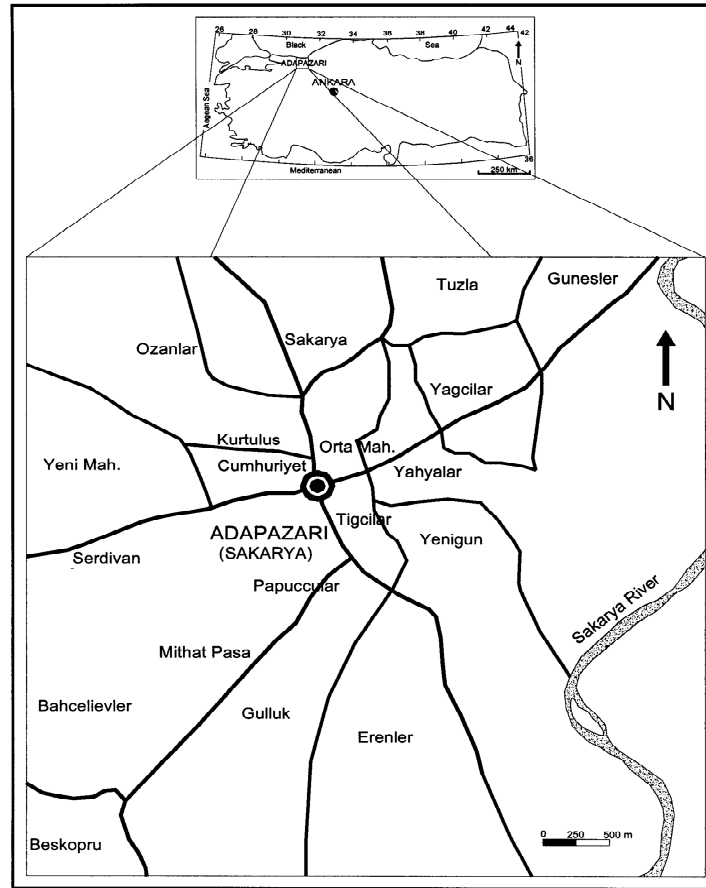 26 28 30 32 34 36 38 40 42 44 42
Black Sea
N
ADAPAZARI
ANKARA
Aegean Sea
36
Mediterranean
250 km
Tuzla
Gunesler
Ozanlar
Sakarya
N
Yagcilar
Kurtulus
Orta Mah.
Yeni Mah.
Cumhuriyet
Yahyalar
Tigcilar
ADAPAZARI
(SAKARYA)
Yenigun
Serdivan
Papuccular
Sakarya River
Mithat Pasa
Bahcelievler
Gulluk
Erenler
Beskopru
0 250 500 m